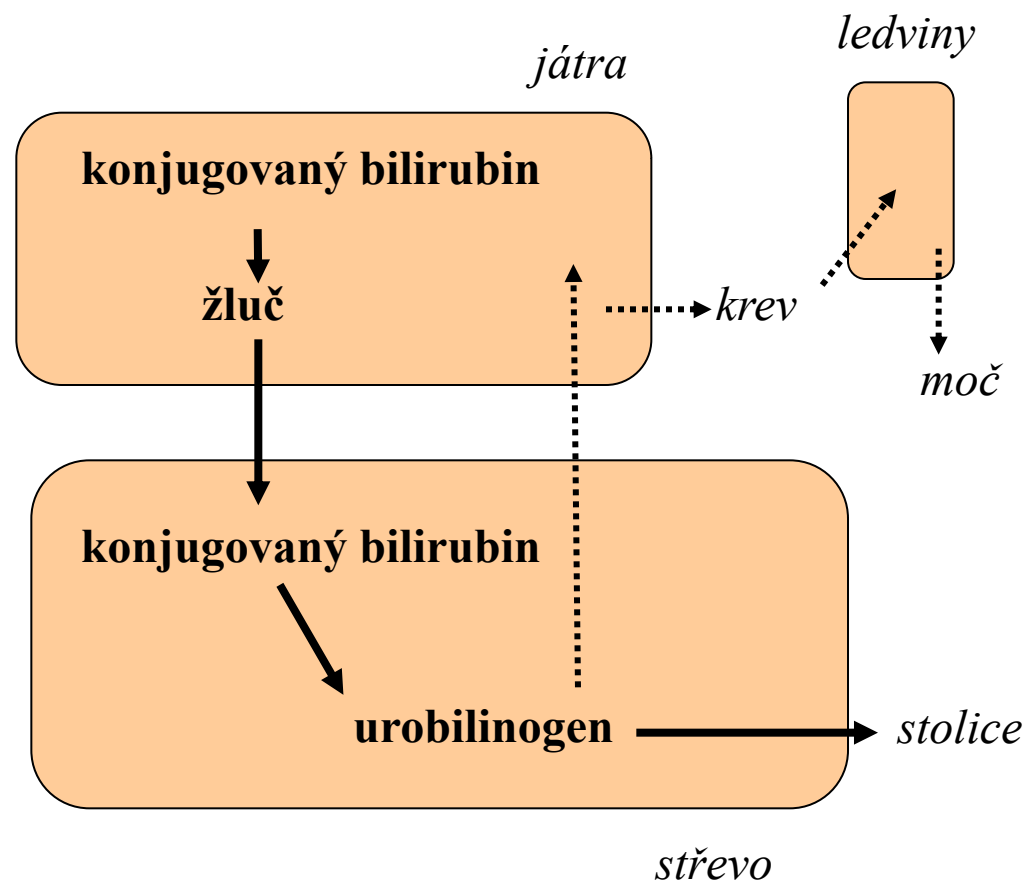 ledviny
játra
konjugovaný bilirubin
žluč
krev
moč
konjugovaný bilirubin
urobilinogen
stolice
střevo